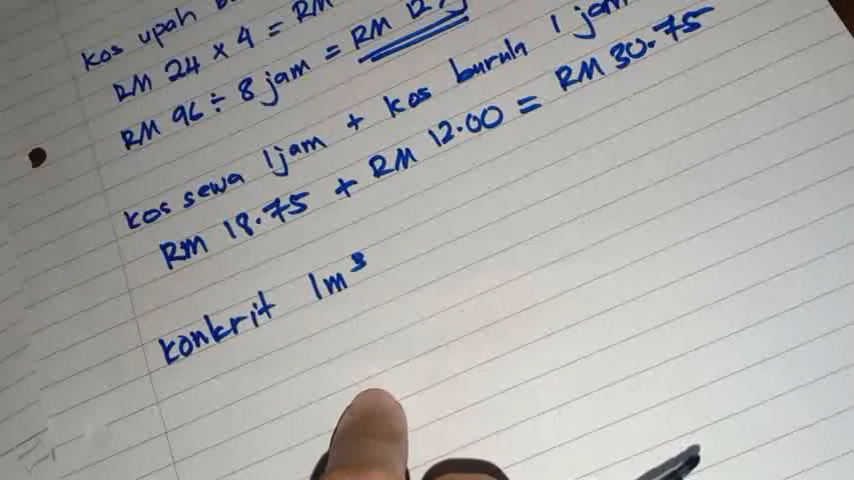 kos upah
RM 24 x 4 = RM
RM 96 ÷ 8 jam = RM 12
kos sewa 1 jam + kos buruh 1 jam
RM 18.75 + RM 12.00 = RM 30.75
konkrit 1m³